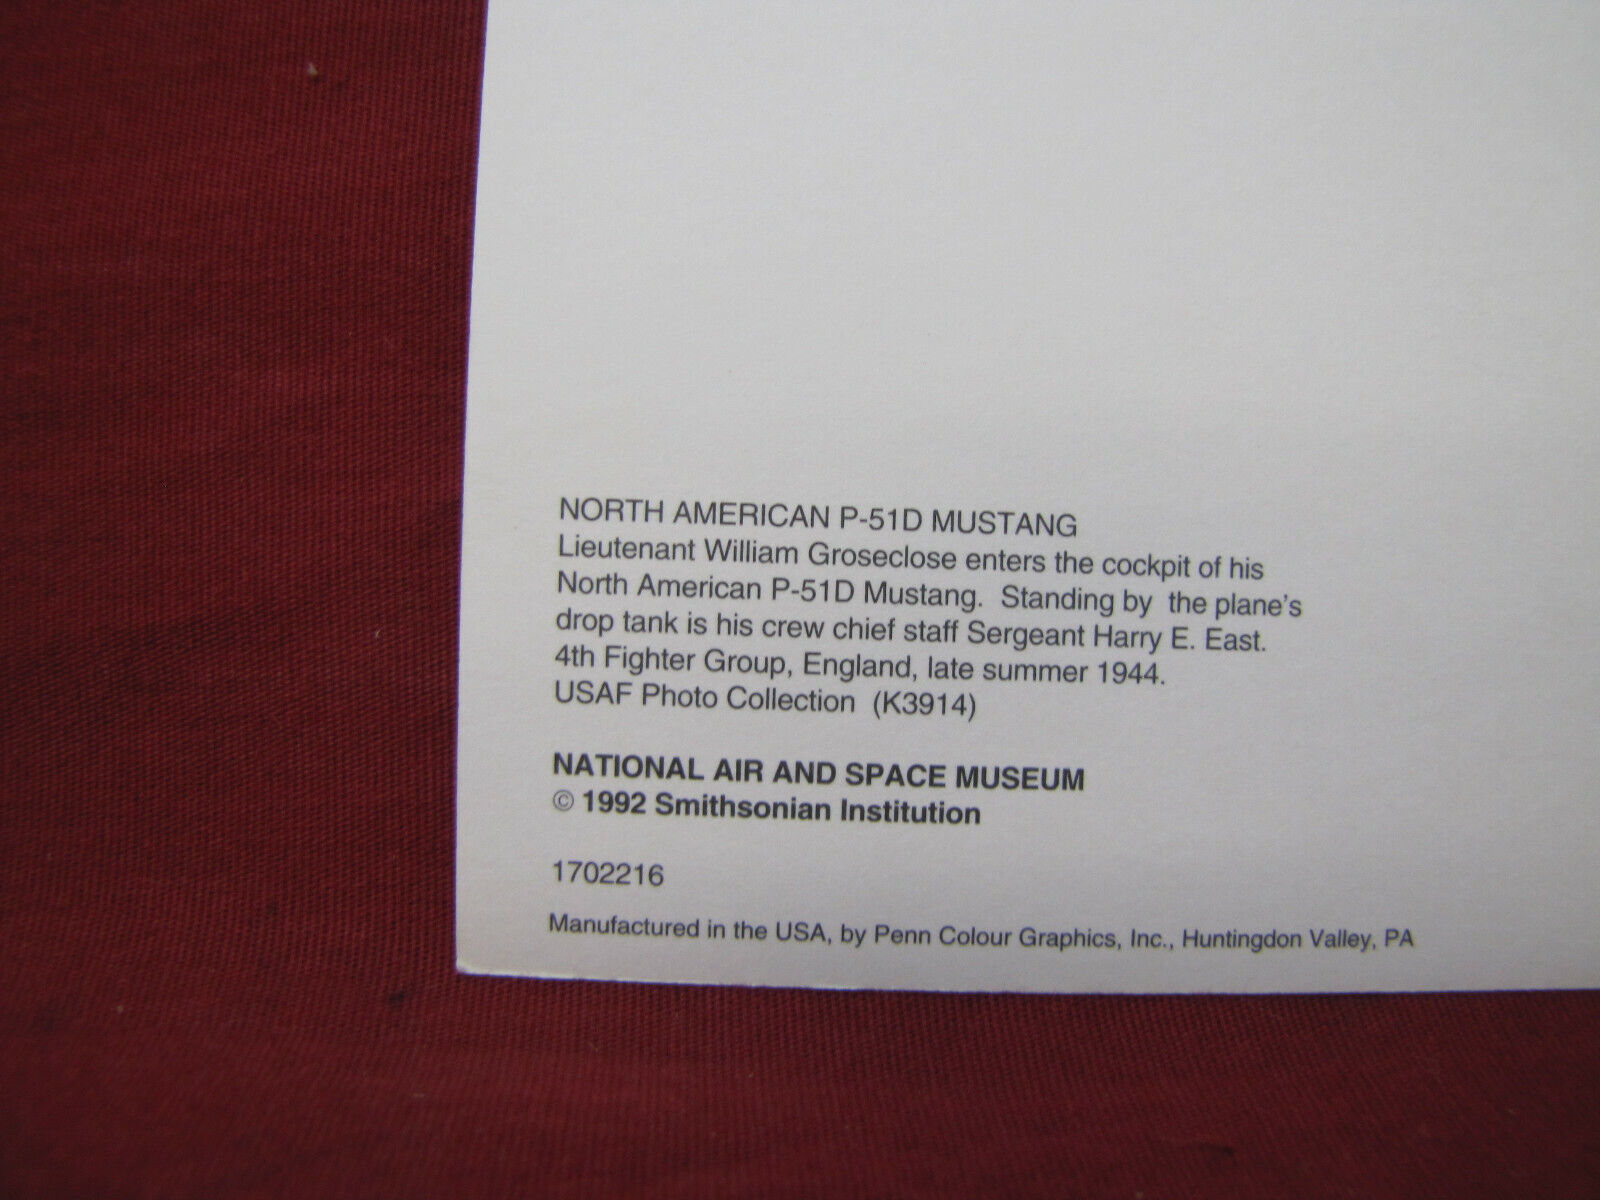 NORTH AMERICAN P-51D MUSTANG
Lieutenant William Groseclose enters the cockpit of his
North American P-51D Mustang.  Standing by  the plane's
drop tank is his crew chief staff Sergeant Harry E. East.
4th Fighter Group, England, late summer 1944.
USAF Photo Collection  (K3914)
NATIONAL AIR AND SPACE MUSEUM
© 1992 Smithsonian Institution
1702216
Manufactured in the USA, by Penn Colour Graphics, Inc., Huntingdon Valley, PA